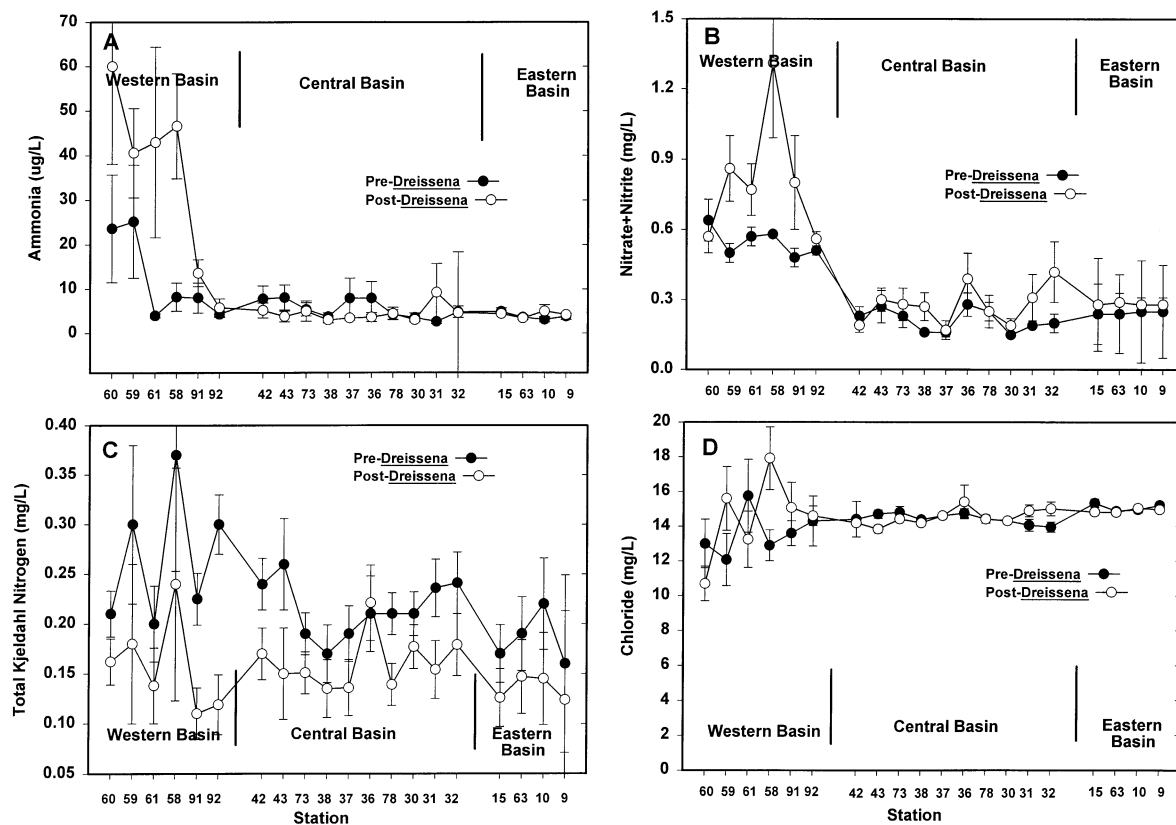 A
Western Basin
Central Basin
Eastern
Basin
Pre-Dreissena
Post-Dreissena
Ammonia (ug/L)
70
60
50
40
30
20
10
0
60 59 61 58 91 92 42 43 73 38 37 36 78 30 31 32 15 63 10 9
B
Western Basin
Central Basin
Eastern
Basin
Pre-Dreissena
Post-Dreissena
Nitrate+Nitrite (mg/L)
1.5
1.2
0.9
0.6
0.3
0.0
60 59 61 58 91 92 42 43 73 38 37 36 78 30 31 32 15 63 10 9
C
Pre-Dreissena
Post-Dreissena
Total Kjeldahl Nitrogen (mg/L)
0.40
0.35
0.30
0.25
0.20
0.15
0.10
0.05
Western Basin
Central Basin
Eastern
Basin
60 59 61 58 91 92 42 43 73 38 37 36 78 30 31 32 15 63 10 9
Station
D
Pre-Dreissena
Post-Dreissena
Chloride (mg/L)
20
18
16
14
12
10
8
6
4
2
0
Western Basin
Central Basin
Eastern
Basin
60 59 61 58 91 92 42 43 73 38 37 36 78 30 31 32 15 63 10 9
Station